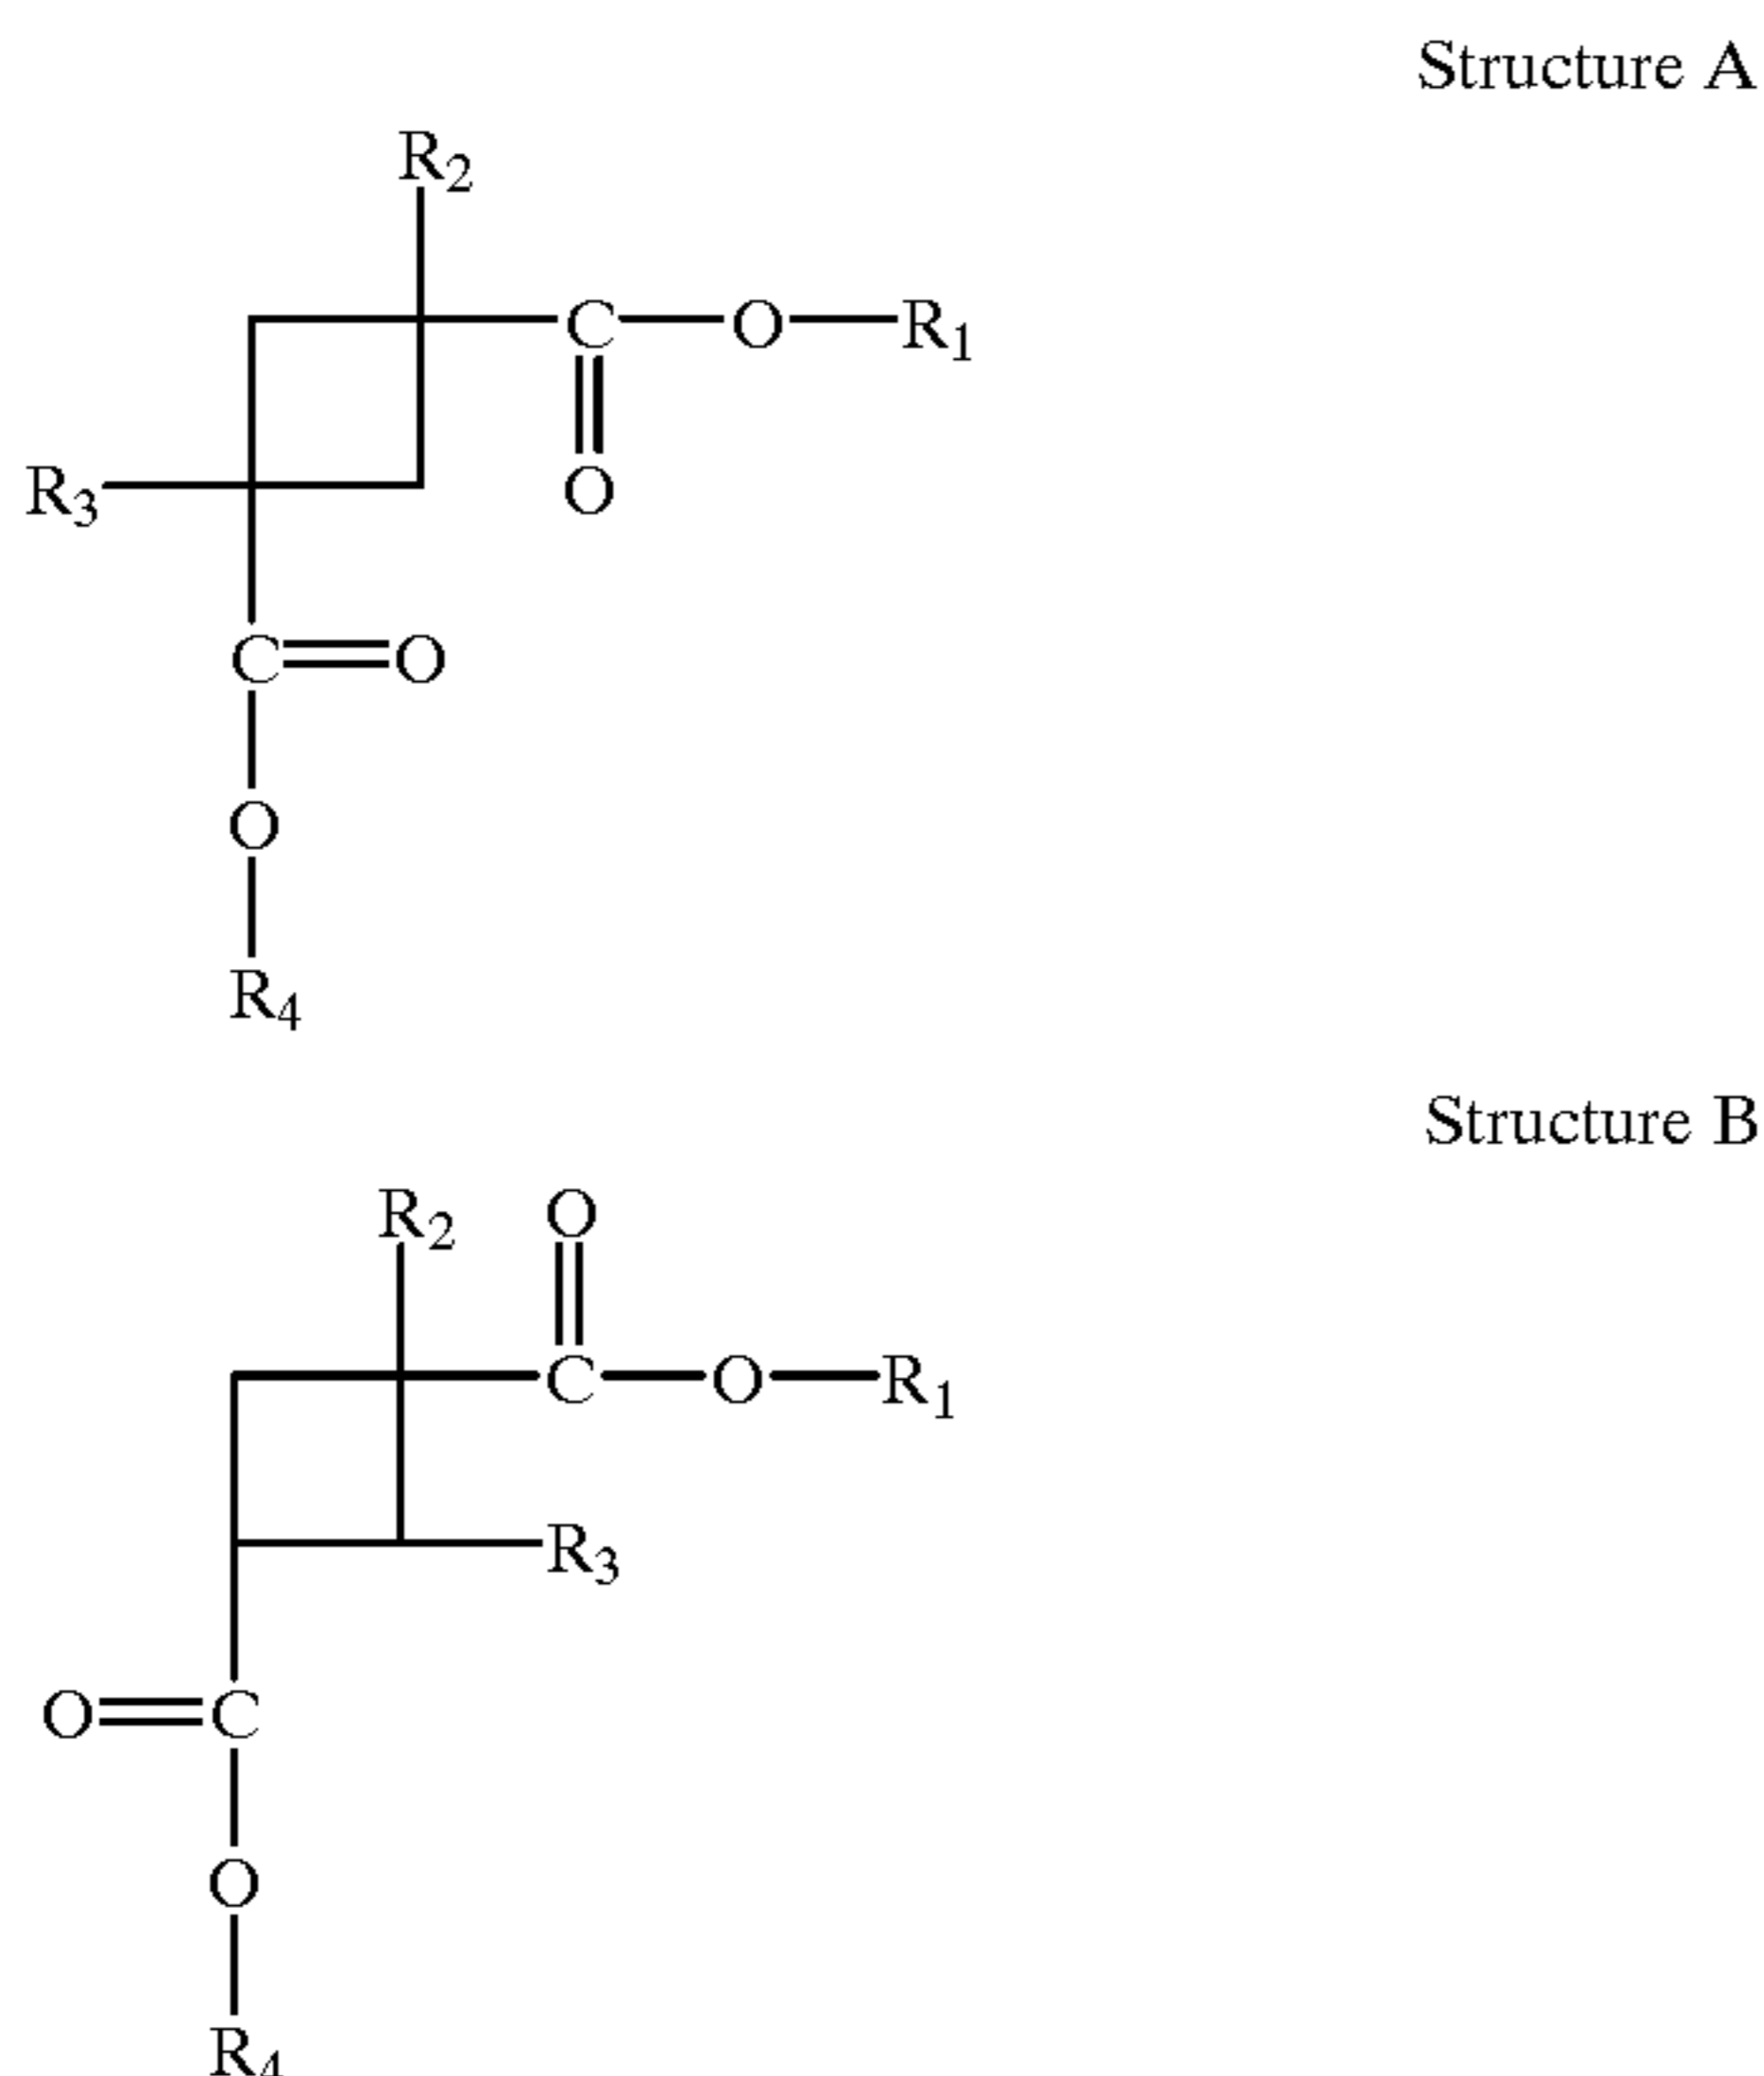 Structure A
R2
C O R1
R3 O
C O
O
R4
Structure B
R2 O
C O R1
R3
O C
O
R4